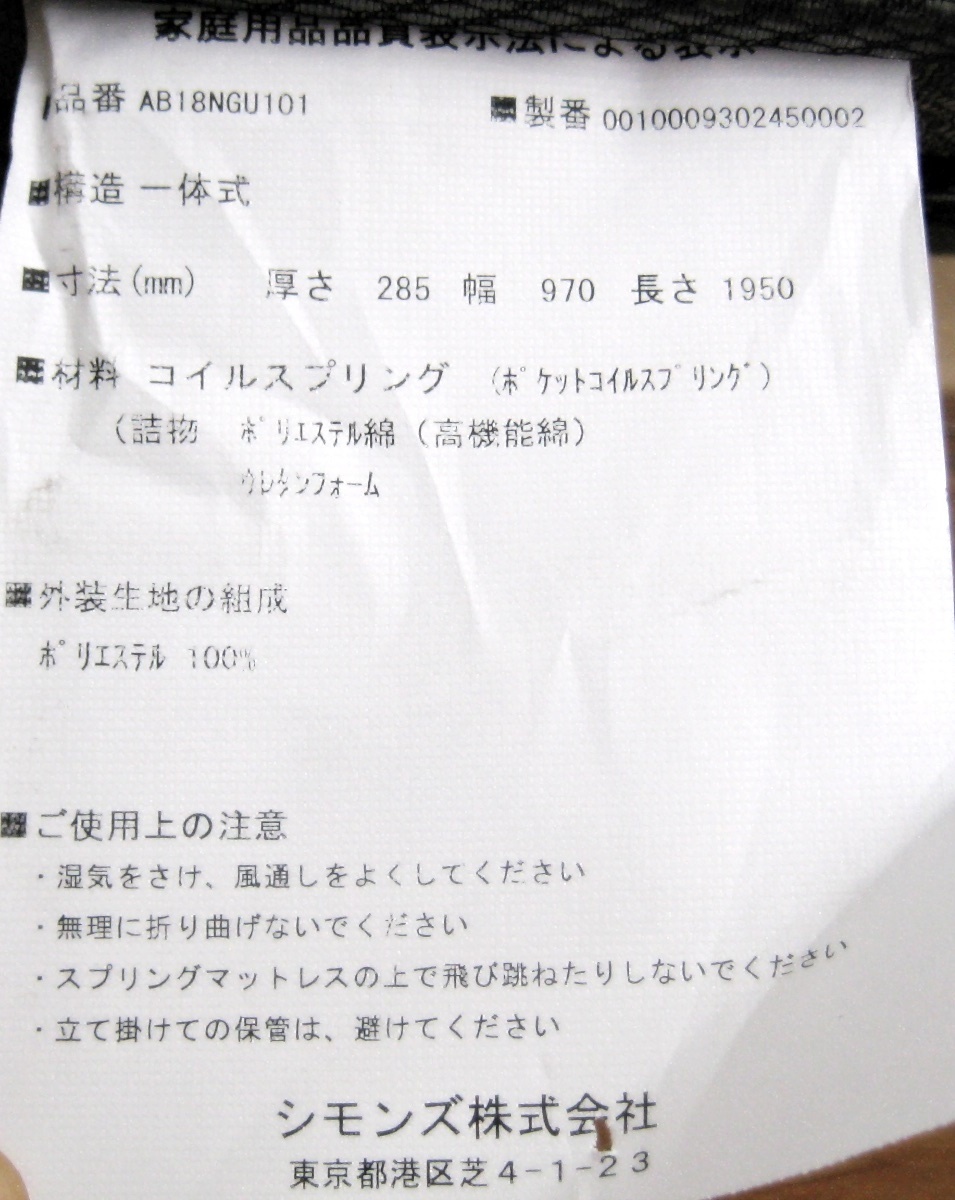 家庭用品品質表示法による表示
品番 AB18NGU101 ■製番 0010009302450002
■構造 一体式
■寸法(mm) 厚さ 285 幅 970 長さ 1950
■材料 コイルスプリング (ﾎﾟｹｯﾄｺｲﾙｽﾌﾟﾘﾝｸﾞ)
(詰物 ﾎﾟﾘｴｽﾃﾙ綿 (高機能綿)
ｳﾚﾀﾝﾌｫｰﾑ
■外装生地の組成
ﾎﾟﾘｴｽﾃﾙ 100%
■ご使用上の注意
・湿気をさけ、風通しをよくしてください
・無理に折り曲げないでください
・スプリングマットレスの上で飛び跳ねたりしないでください
・立て掛けての保管は、避けてください
シモンズ株式会社
東京都港区芝4-1-23